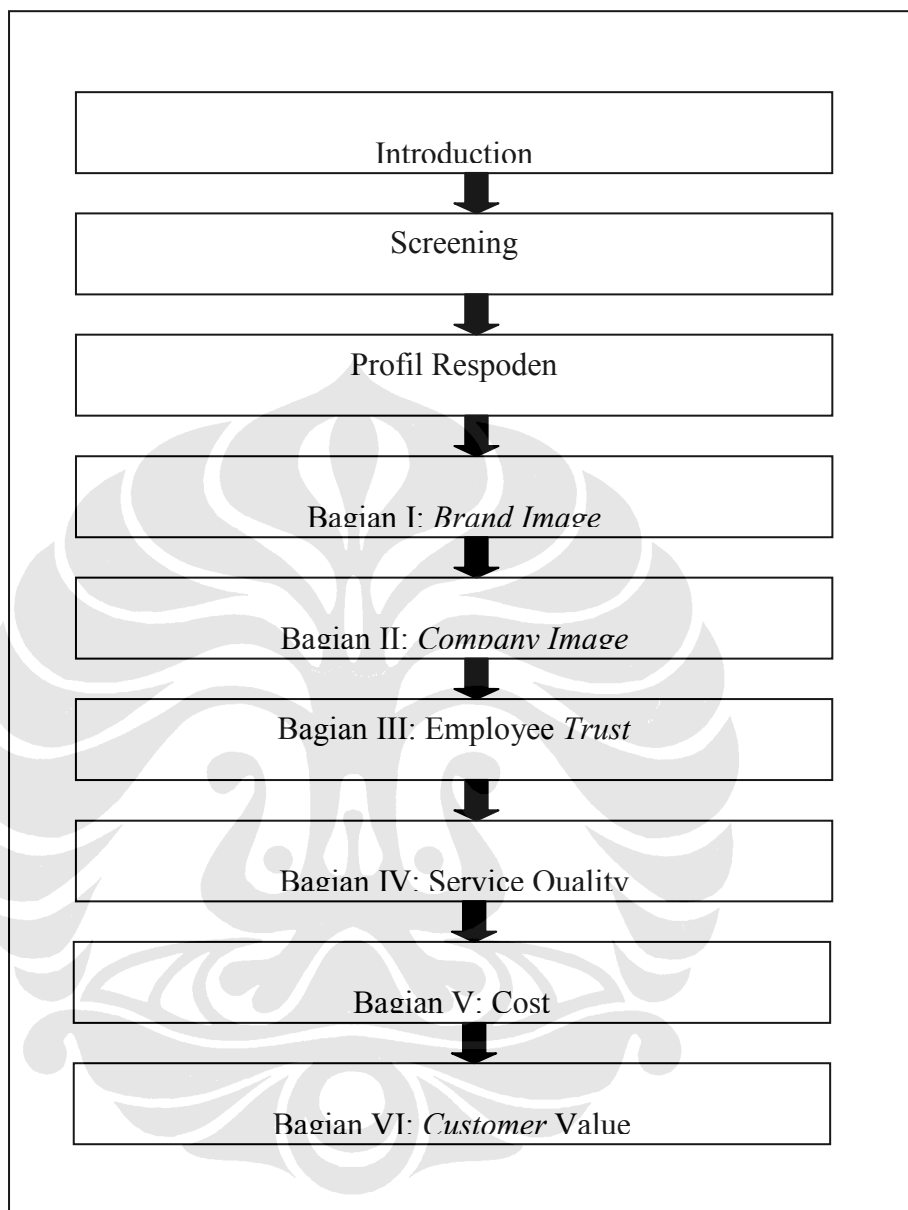 Introduction
Screening
Profil Respoden
Bagian I: Brand Image
Bagian II: Company Image
Bagian III: Employee Trust
Bagian IV: Service Quality
Bagian V: Cost
Bagian VI: Customer Value